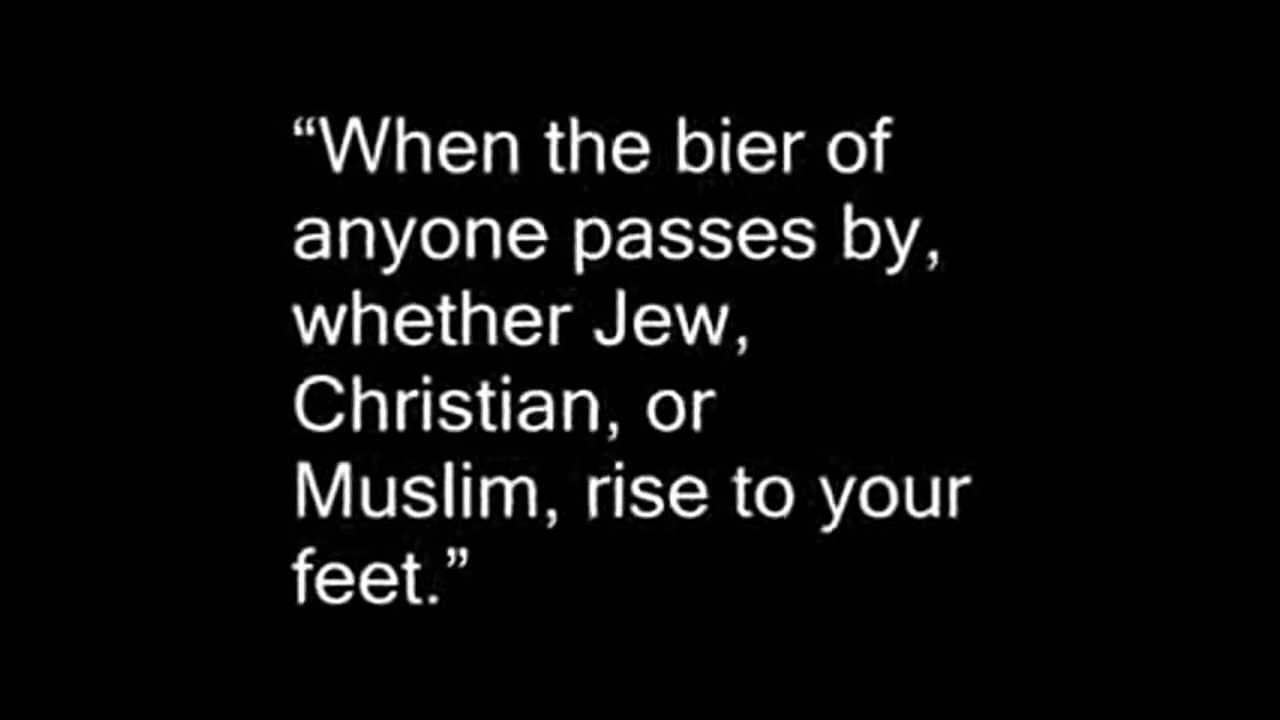 “When the bier of
anyone passes by,
whether Jew,
Christian, or
Muslim, rise to your
feet.”